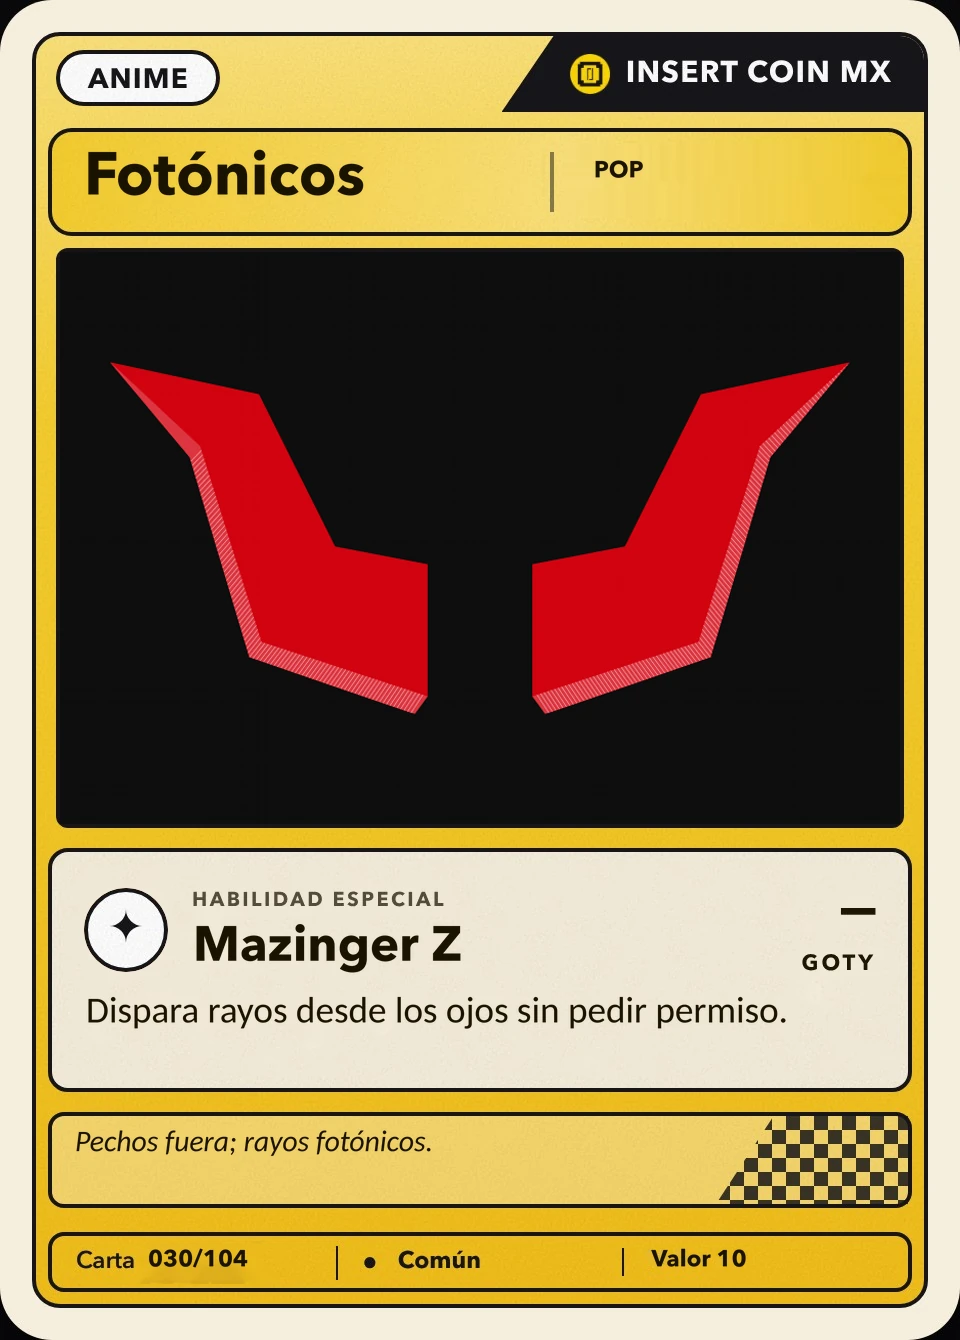 ANIME
INSERT COIN MX
Fotónicos
POP
HABILIDAD ESPECIAL
Mazinger Z
—
GOTY
Dispara rayos desde los ojos sin pedir permiso.
Pechos fuera; rayos fotónicos.
Carta 030/104
• Común
Valor 10